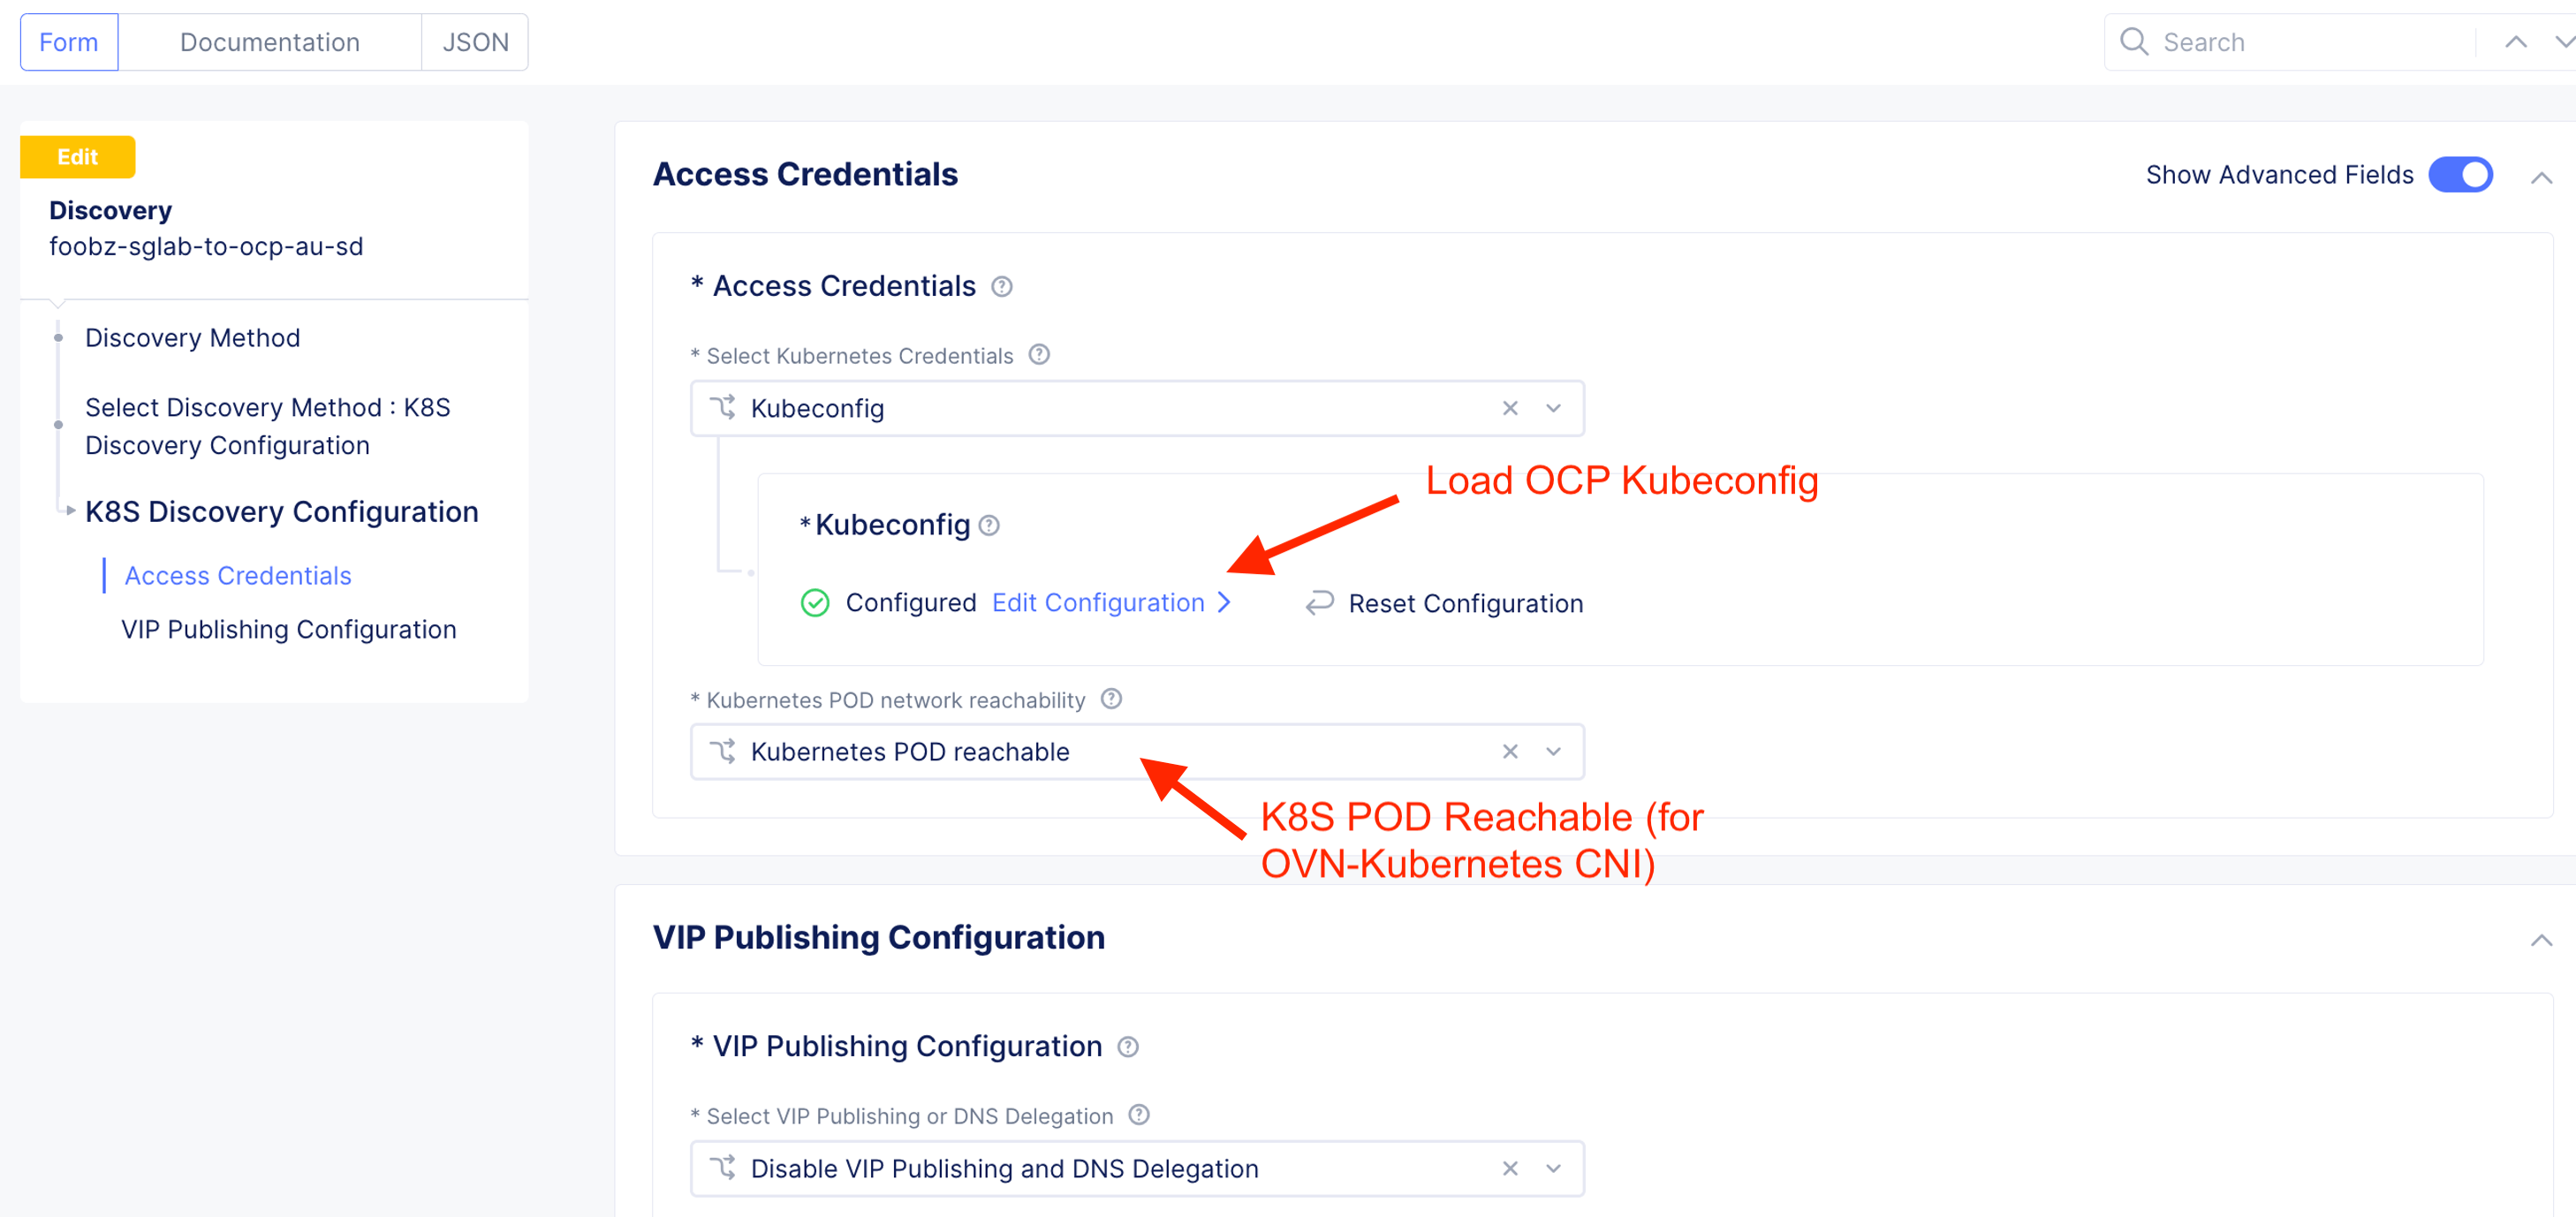 Form
Documentation
JSON
Search
Edit
Discovery
foobz-sglab-to-ocp-au-sd
Discovery Method
Select Discovery Method : K8S
Discovery Configuration
K8S Discovery Configuration
Access Credentials
VIP Publishing Configuration
Access Credentials
Show Advanced Fields
* Access Credentials
* Select Kubernetes Credentials
Kubeconfig
Load OCP Kubeconfig
* Kubeconfig
Configured
Edit Configuration
Reset Configuration
* Kubernetes POD network reachability
Kubernetes POD reachable
K8S POD Reachable (for
OVN-Kubernetes CNI)
VIP Publishing Configuration
* VIP Publishing Configuration
* Select VIP Publishing or DNS Delegation
Disable VIP Publishing and DNS Delegation